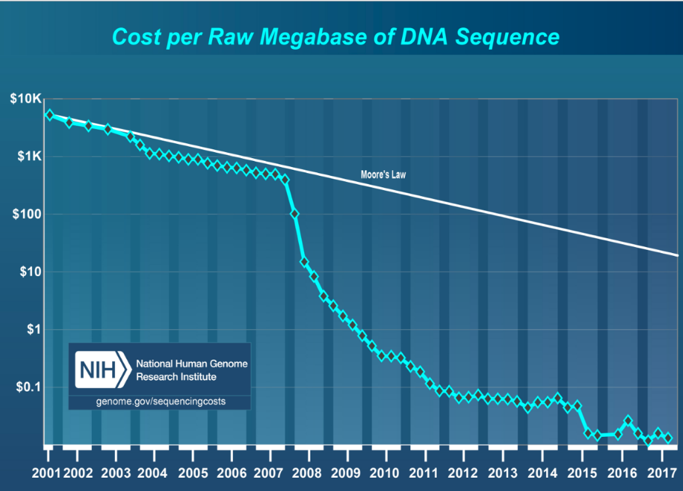 Cost per Raw Megabase of DNA Sequence
$10K
$1K
$100
$10
$1
$0.1
Moore's Law
NIH
National Human Genome
Research Institute
genome.gov/sequencingcosts
2001 2002 2003 2004 2005 2006 2007 2008 2009 2010 2011 2012 2013 2014 2015 2016 2017